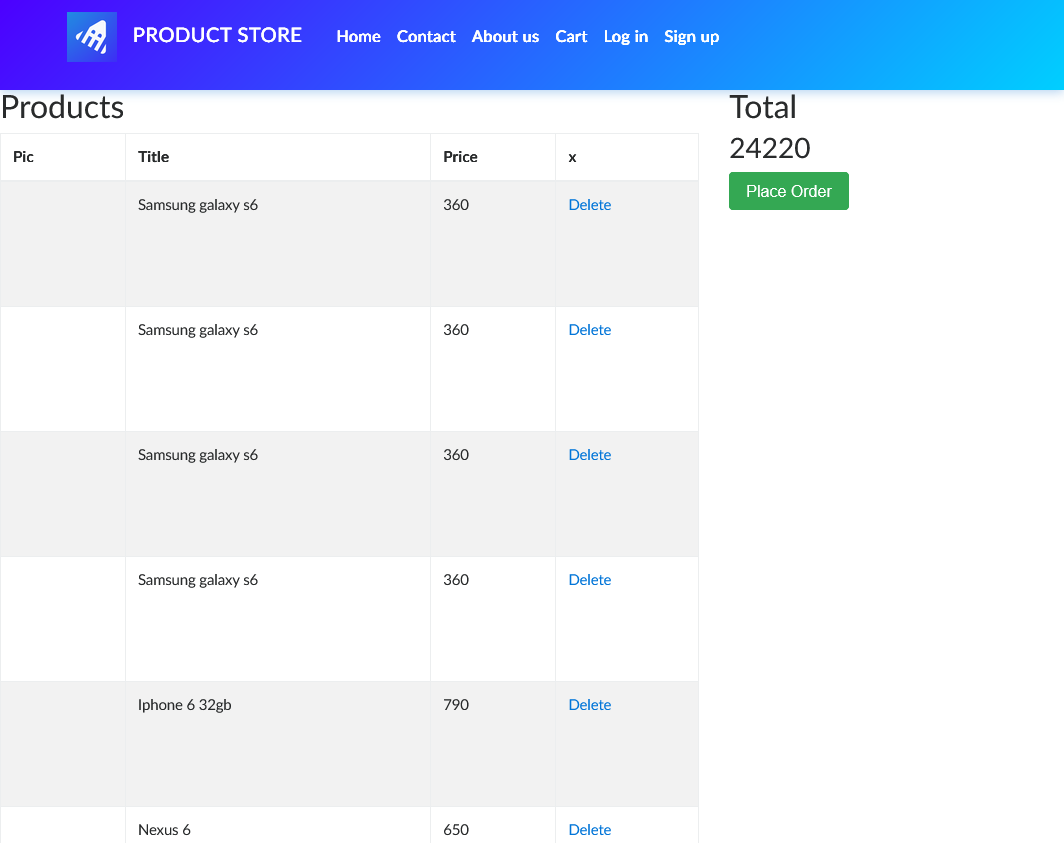 PRODUCT STORE Home Contact About us Cart Log in Sign up
Products
Pic Title Price x
Samsung galaxy s6 360 Delete
Samsung galaxy s6 360 Delete
Samsung galaxy s6 360 Delete
Samsung galaxy s6 360 Delete
Iphone 6 32gb 790 Delete
Nexus 6 650 Delete
Total
24220
Place Order